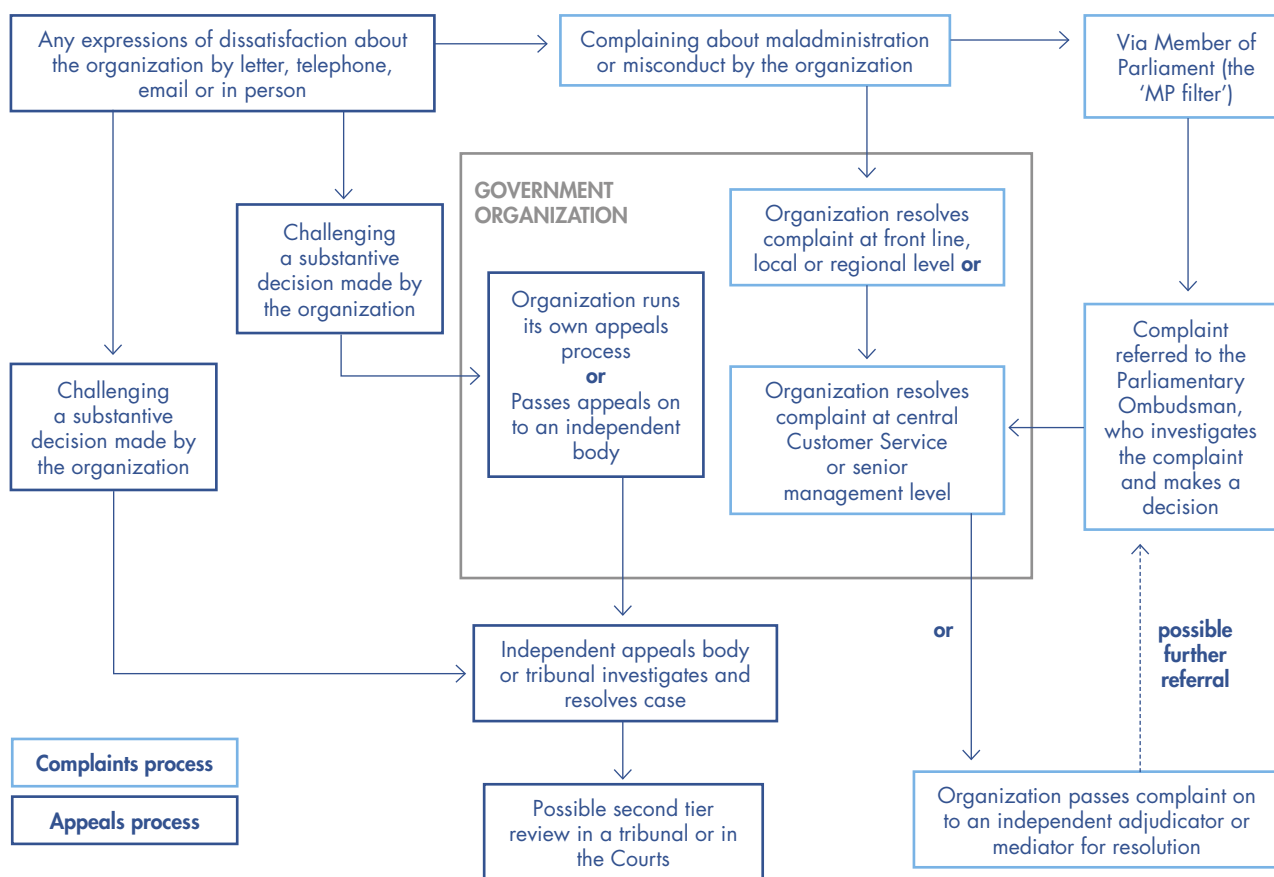 Any expressions of dissatisfaction about
the organization by letter, telephone,
email or in person
Complaining about maladministration
or misconduct by the organization
Via Member of
Parliament (the
‘MP filter’)
GOVERNMENT
ORGANIZATION
Challenging
a substantive
decision made by
the organization
Organization resolves
complaint at front line,
local or regional level or
Organization runs
its own appeals
process
or
Passes appeals on
to an independent
body
Challenging
a substantive
decision made by
the organization
Organization resolves
complaint at central
Customer Service
or senior
management level
Complaint
referred to the
Parliamentary
Ombudsman,
who investigates
the complaint
and makes a
decision
Independent appeals body
or tribunal investigates and
resolves case
or
possible
further
referral
Complaints process
Appeals process
Possible second tier
review in a tribunal or in
the Courts
Organization passes complaint on
to an independent adjudicator or
mediator for resolution